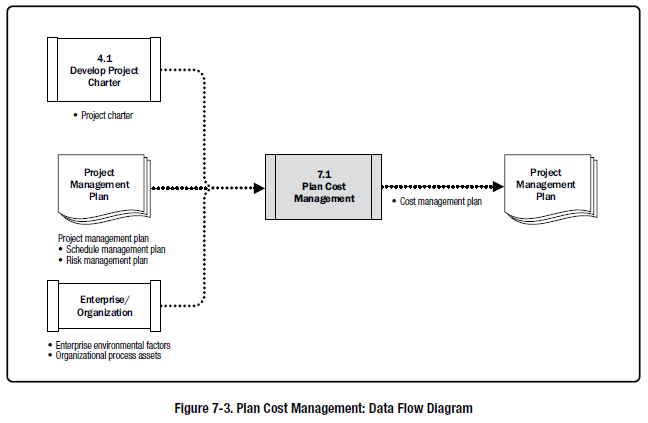 4.1
Develop Project
Charter
• Project charter
Project
Management
Plan
Project management plan
• Schedule management plan
• Risk management plan
Enterprise/
Organization
• Enterprise environmental factors
• Organizational process assets
7.1
Plan Cost
Management
• Cost management plan
Project
Management
Plan
Figure 7-3. Plan Cost Management: Data Flow Diagram